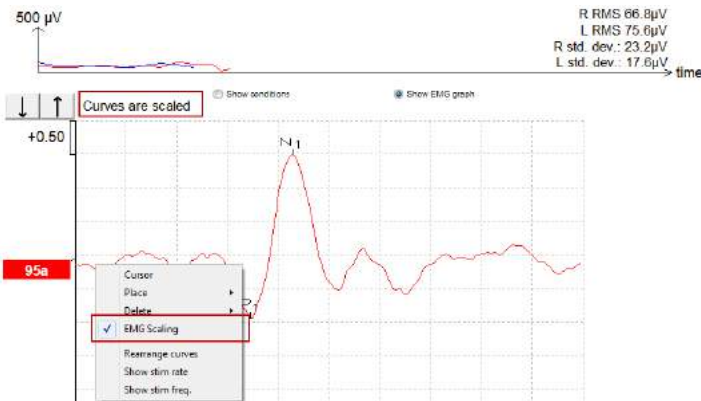 500 µV
R RMS 66.8µV
L RMS 75.6µV
R std. dev.: 23.2µV
L std. dev.: 17.6µV
time
↓ ↑ Curves are scaled
Show conditions
Show EMG graph
+0.50
N1
95a
P1
Cursor
Place
Delete
EMG Scaling
Rearrange curves
Show stim rate
Show stim freq.